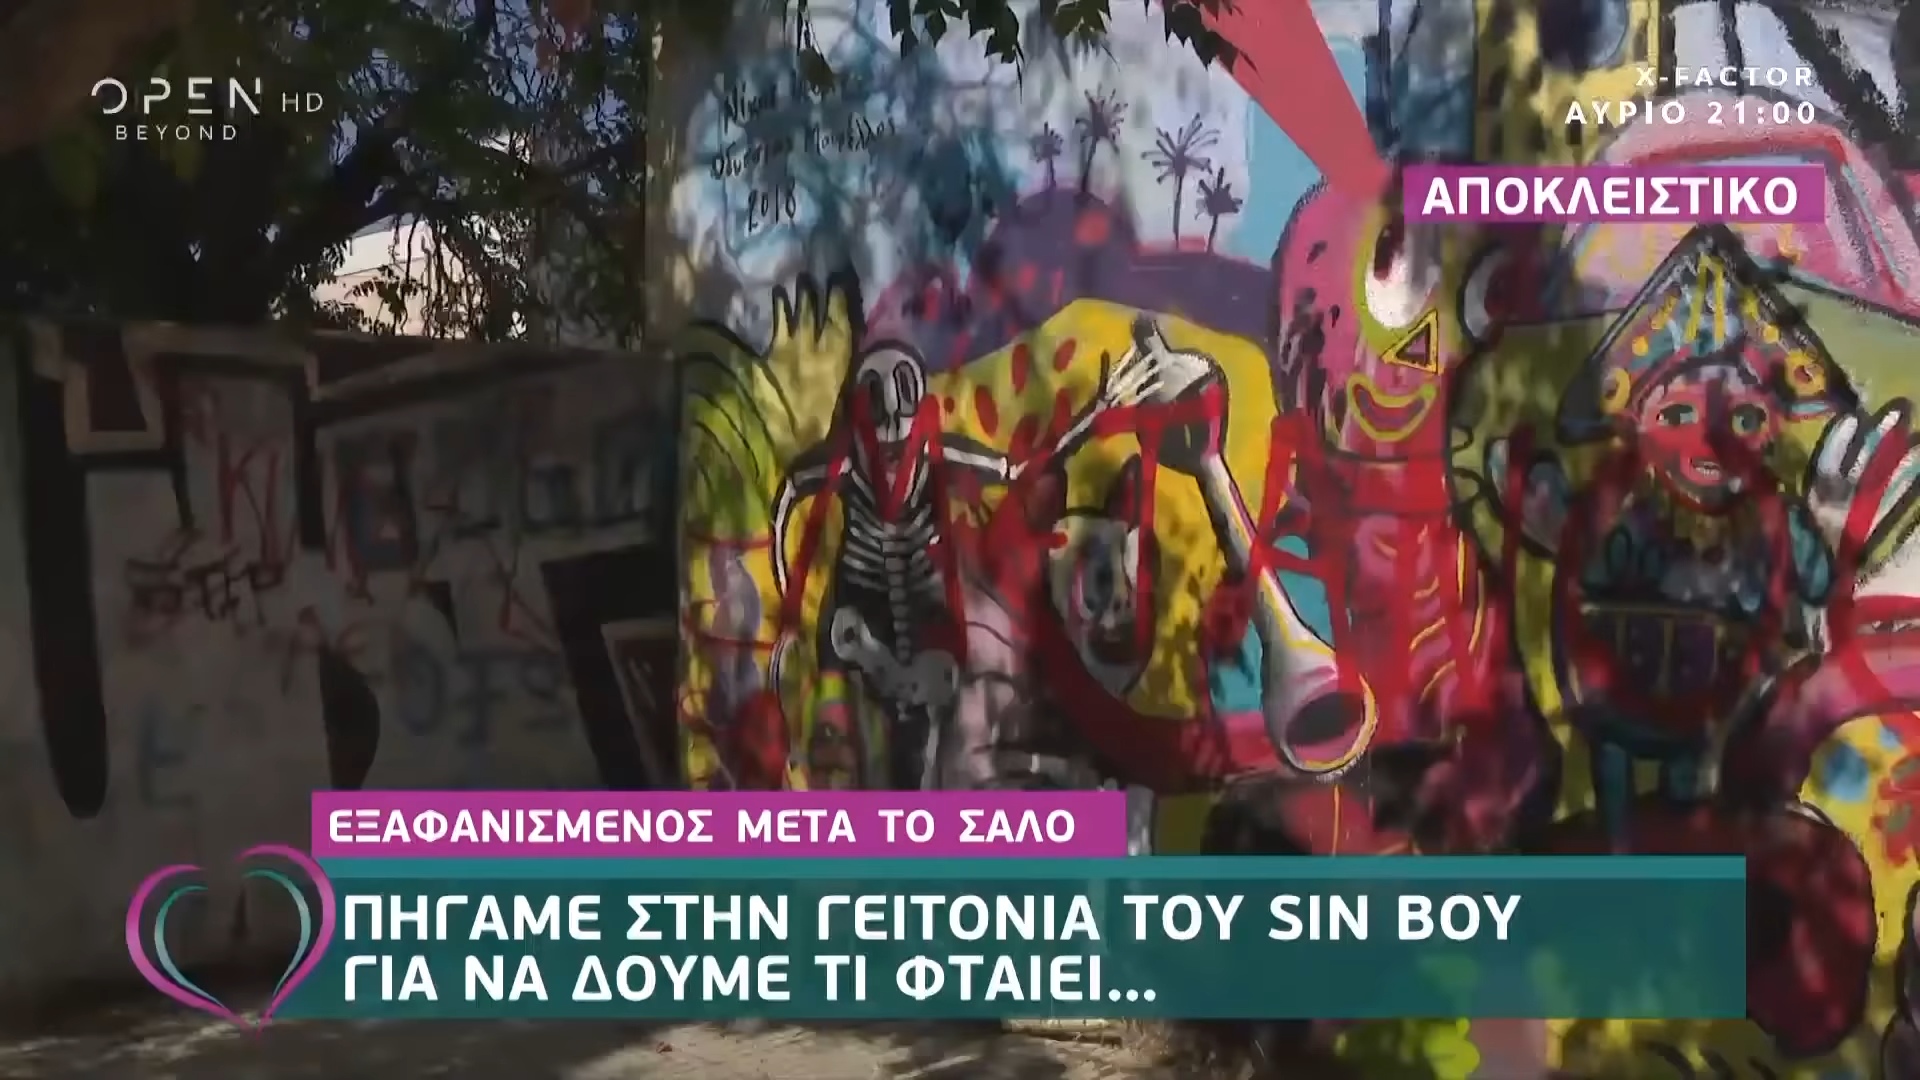 OPEN HD
BEYOND
X-FACTOR
ΑΥΡΙΟ 21:00
ΑΠΟΚΛΕΙΣΤΙΚΟ
2018
ΕΞΑΦΑΝΙΣΜΕΝΟΣ ΜΕΤΑ ΤΟ ΣΑΛΟ
ΠΗΓΑΜΕ ΣΤΗΝ ΓΕΙΤΟΝΙΑ ΤΟΥ SIN BOY
ΓΙΑ ΝΑ ΔΟΥΜΕ ΤΙ ΦΤΑΙΕΙ...